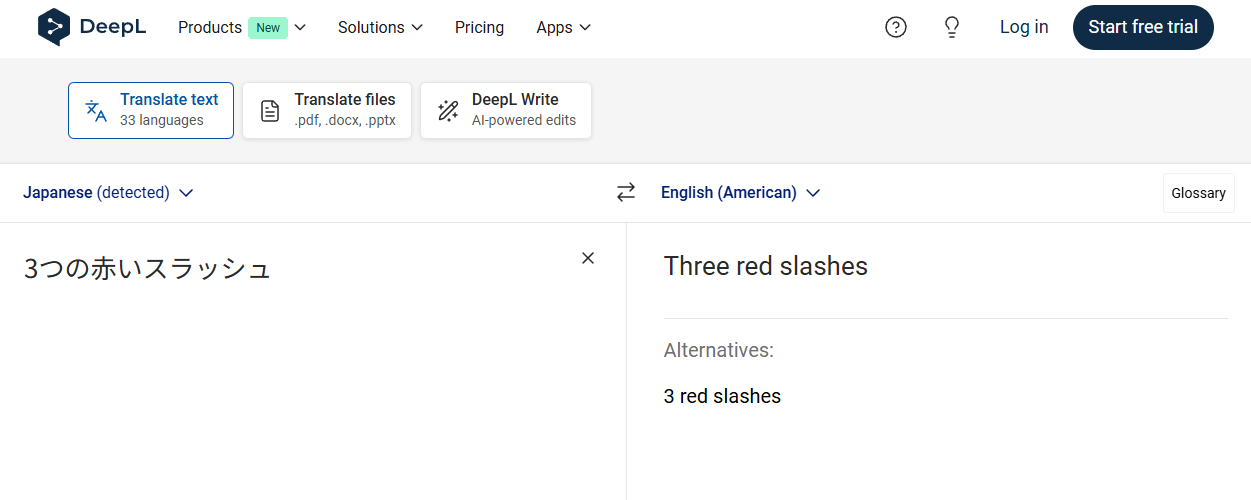 DeepL Products New Solutions Pricing Apps Log in Start free trial
Translate text
33 languages
Translate files
.pdf, .docx, .pptx
DeepL Write
AI-powered edits
Japanese (detected) English (American) Glossary
3つの赤いスラッシュ
Three red slashes
Alternatives:
3 red slashes